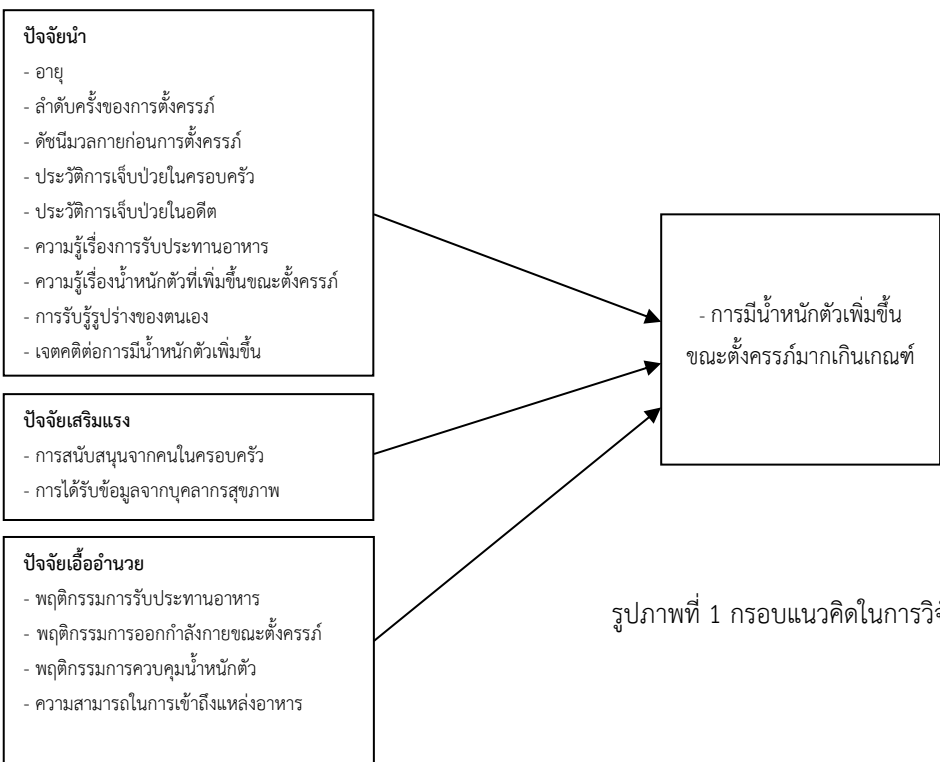 ปัจจัยนำ
- อายุ
- ลำดับครั้งของการตั้งครรภ์
- ดัชนีมวลกายก่อนการตั้งครรภ์
- ประวัติการเจ็บป่วยในครอบครัว
- ประวัติการเจ็บป่วยในอดีต
- ความรู้เรื่องการรับประทานอาหาร
- ความรู้เรื่องน้ำหนักตัวที่เพิ่มขึ้นขณะตั้งครรภ์
- การรับรู้รูปร่างของตนเอง
- เจตคติต่อการมีน้ำหนักตัวเพิ่มขึ้น
ปัจจัยเสริมแรง
- การสนับสนุนจากคนในครอบครัว
- การได้รับข้อมูลจากบุคลากรสุขภาพ
ปัจจัยเอื้ออำนวย
- พฤติกรรมการรับประทานอาหาร
- พฤติกรรมการออกกำลังกายขณะตั้งครรภ์
- พฤติกรรมการควบคุมน้ำหนักตัว
- ความสามารถในการเข้าถึงแหล่งอาหาร
- การมีน้ำหนักตัวเพิ่มขึ้น
ขณะตั้งครรภ์มากเกินเกณฑ์
รูปภาพที่ 1 กรอบแนวคิดในการวิจ